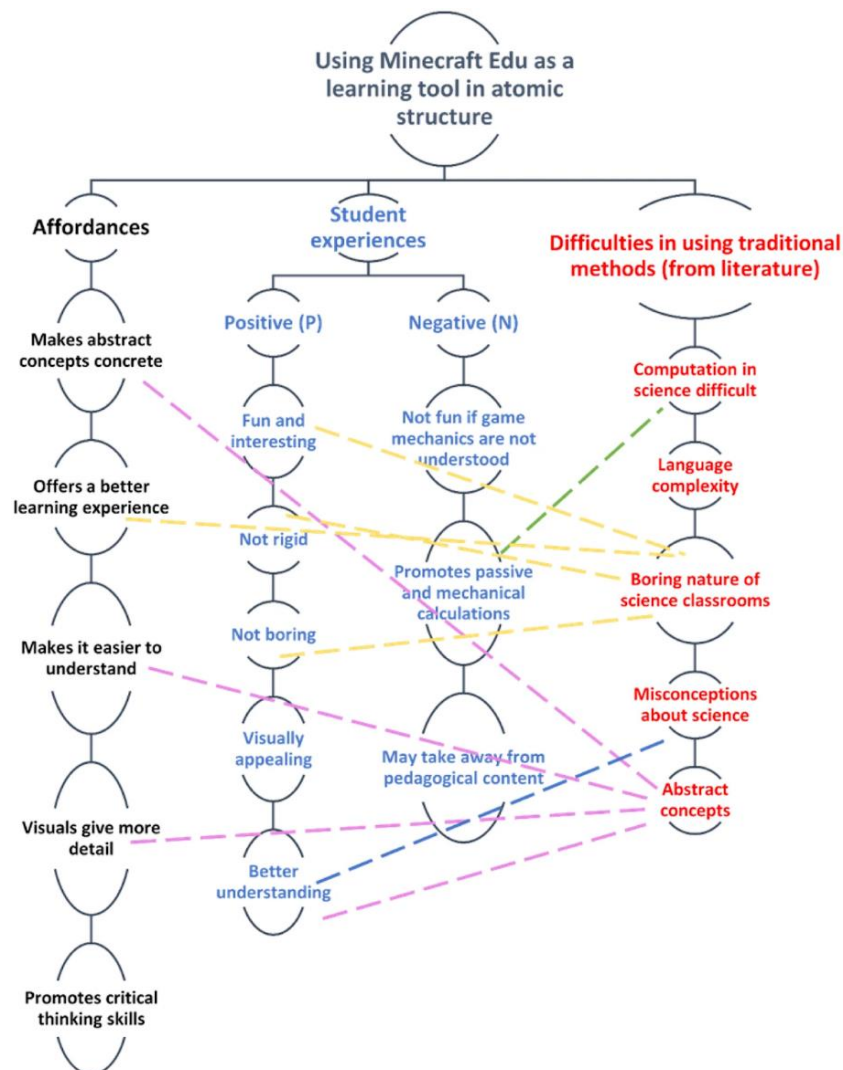 Using Minecraft Edu as a
learning tool in atomic
structure
Affordances
Student
experiences
Difficulties in using traditional
methods (from literature)
Makes abstract
concepts concrete
Offers a better
learning experience
Makes it easier to
understand
Visuals give more
detail
Promotes critical
thinking skills
Positive (P)
Fun and
interesting
Not rigid
Not boring
Visually
appealing
Better
understanding
Negative (N)
Not fun if game
mechanics are not
understood
Promotes passive
and mechanical
calculations
May take away from
pedagogical content
Computation in
science difficult
Language
complexity
Boring nature of
science classrooms
Misconceptions
about science
Abstract
concepts